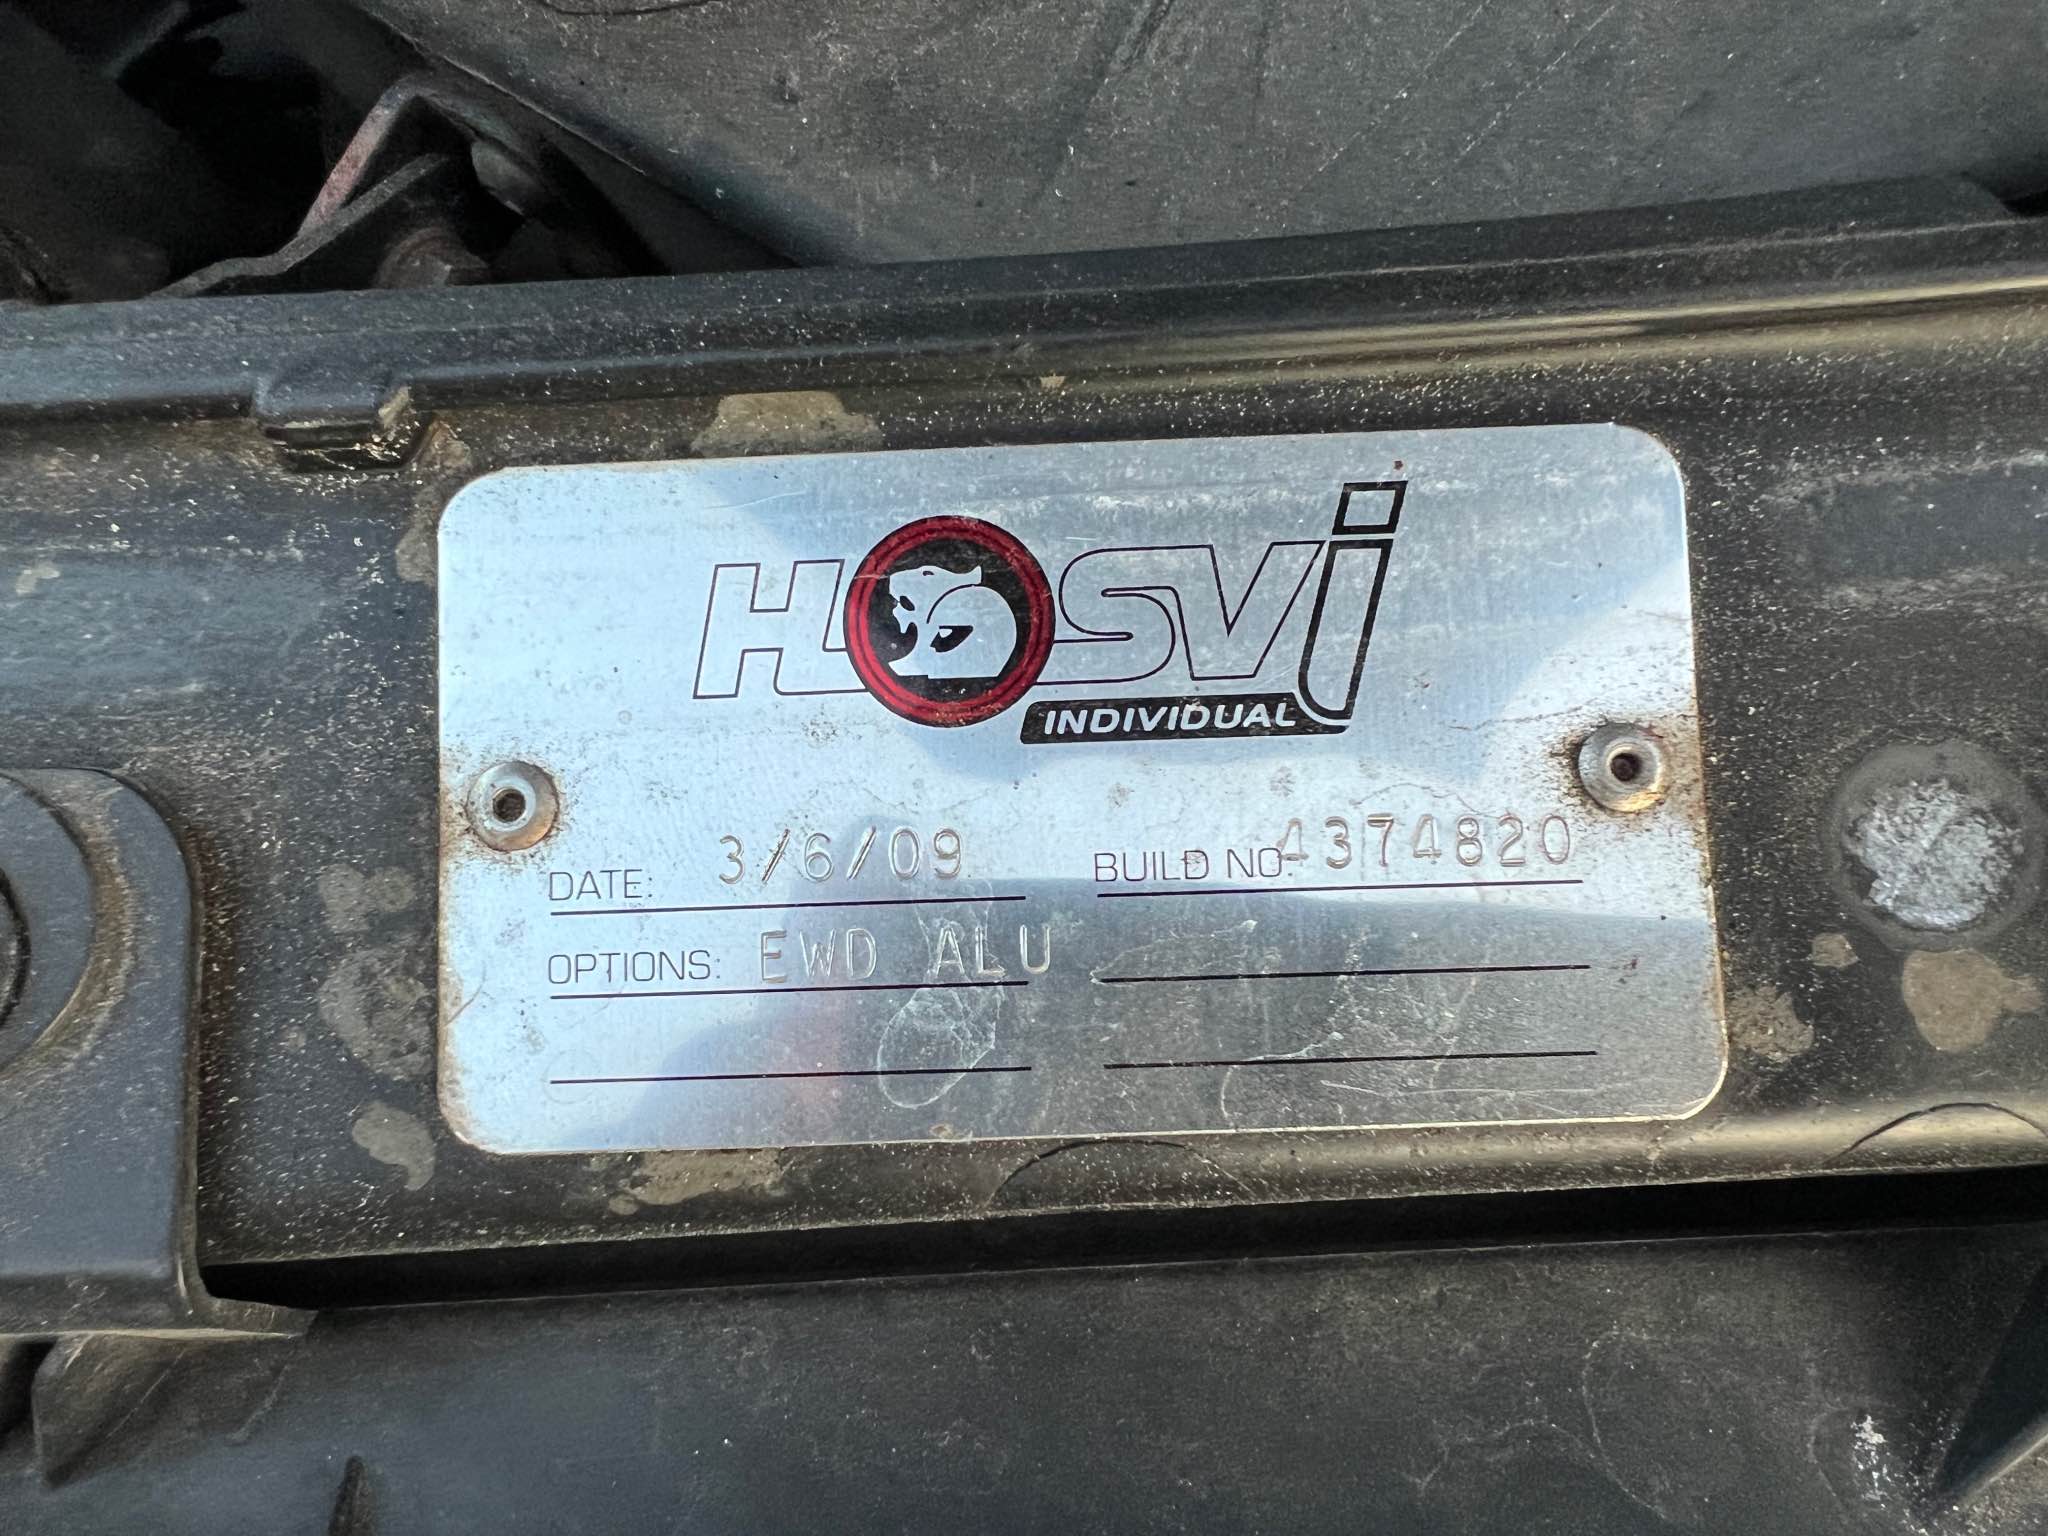 HSVi
INDIVIDUAL
DATE: 3/6/09 BUILD NO: 4374820
OPTIONS: EWD ALU